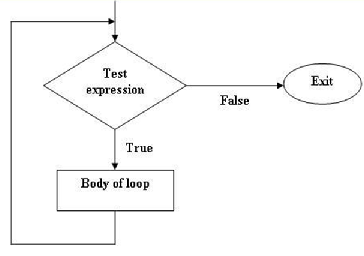 Test
expression
Exit
False
True
Body of loop